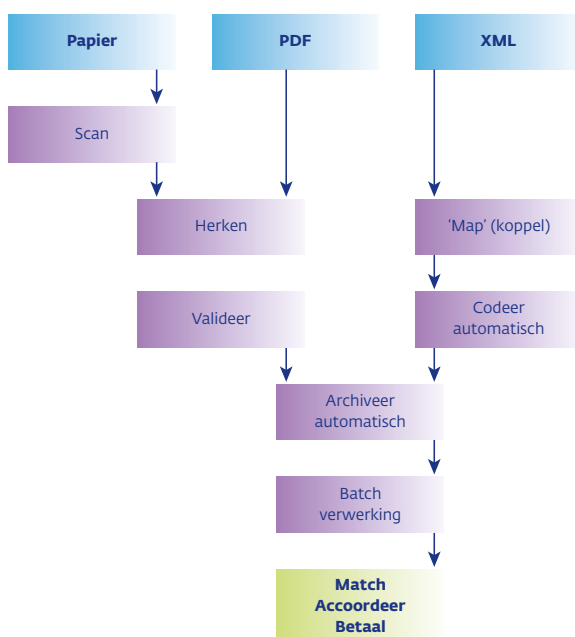 Papier
PDF
XML
Scan
Herken
'Map' (koppel)
Valideer
Codeer
automatisch
Archiveer
automatisch
Batch
verwerking
Match
Accoordeer
Betaal